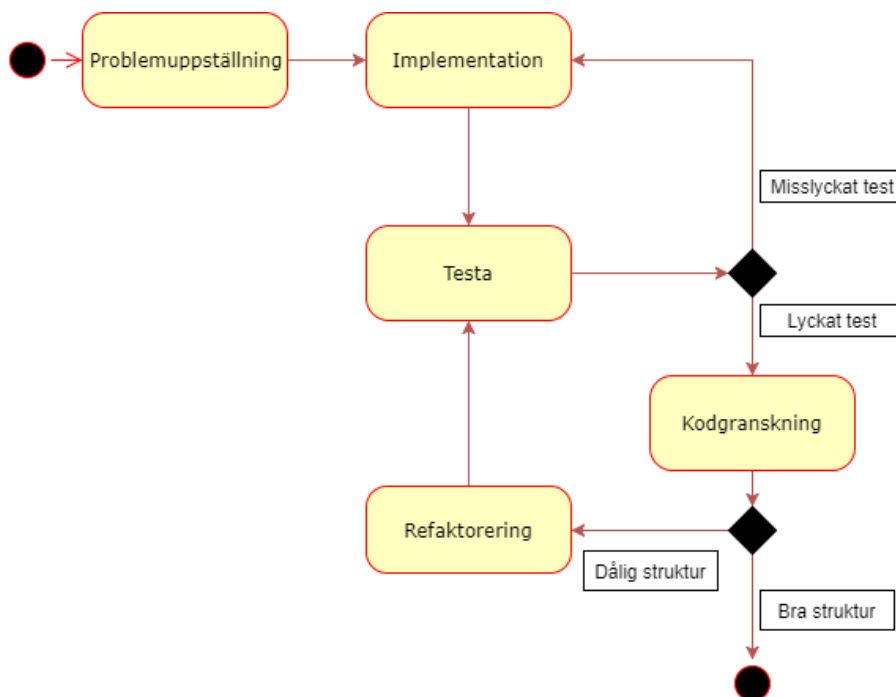 Problemuppställning
Implementation
Misslyckat test
Testa
Lyckat test
Kodgranskning
Refaktorering
Dålig struktur
Bra struktur